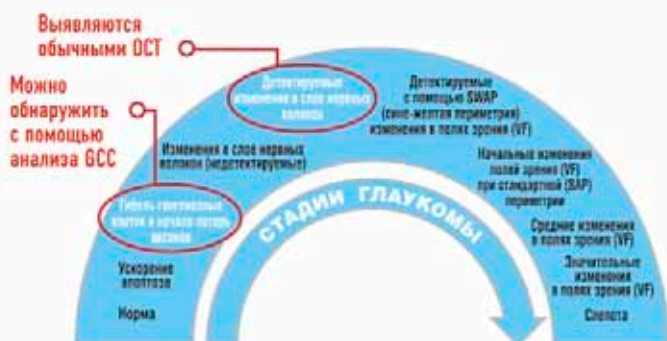 Выявляются
обычными ОСТ
Можно
обнаружить
с помощью
анализа GCC
Норма
Ускорение
апоптоза
Гибель ганглиозных
клеток и начало потерь
аксонов
Изменения в слое нервных
волокон (недетектируемые)
Детектируемые
изменения в слое нервных
волокон
Детектируемые
с помощью SWAP
(сине-желтая периметрия)
изменения в полях зрения (VF)
Начальные изменения
полей зрения (VF)
при стандартной (SAP)
периметрии
Средние изменения
в полях зрения (VF)
Значительные
изменения
в полях зрения (VF)
Слепота
СТАДИИ ГЛАУКОМЫ